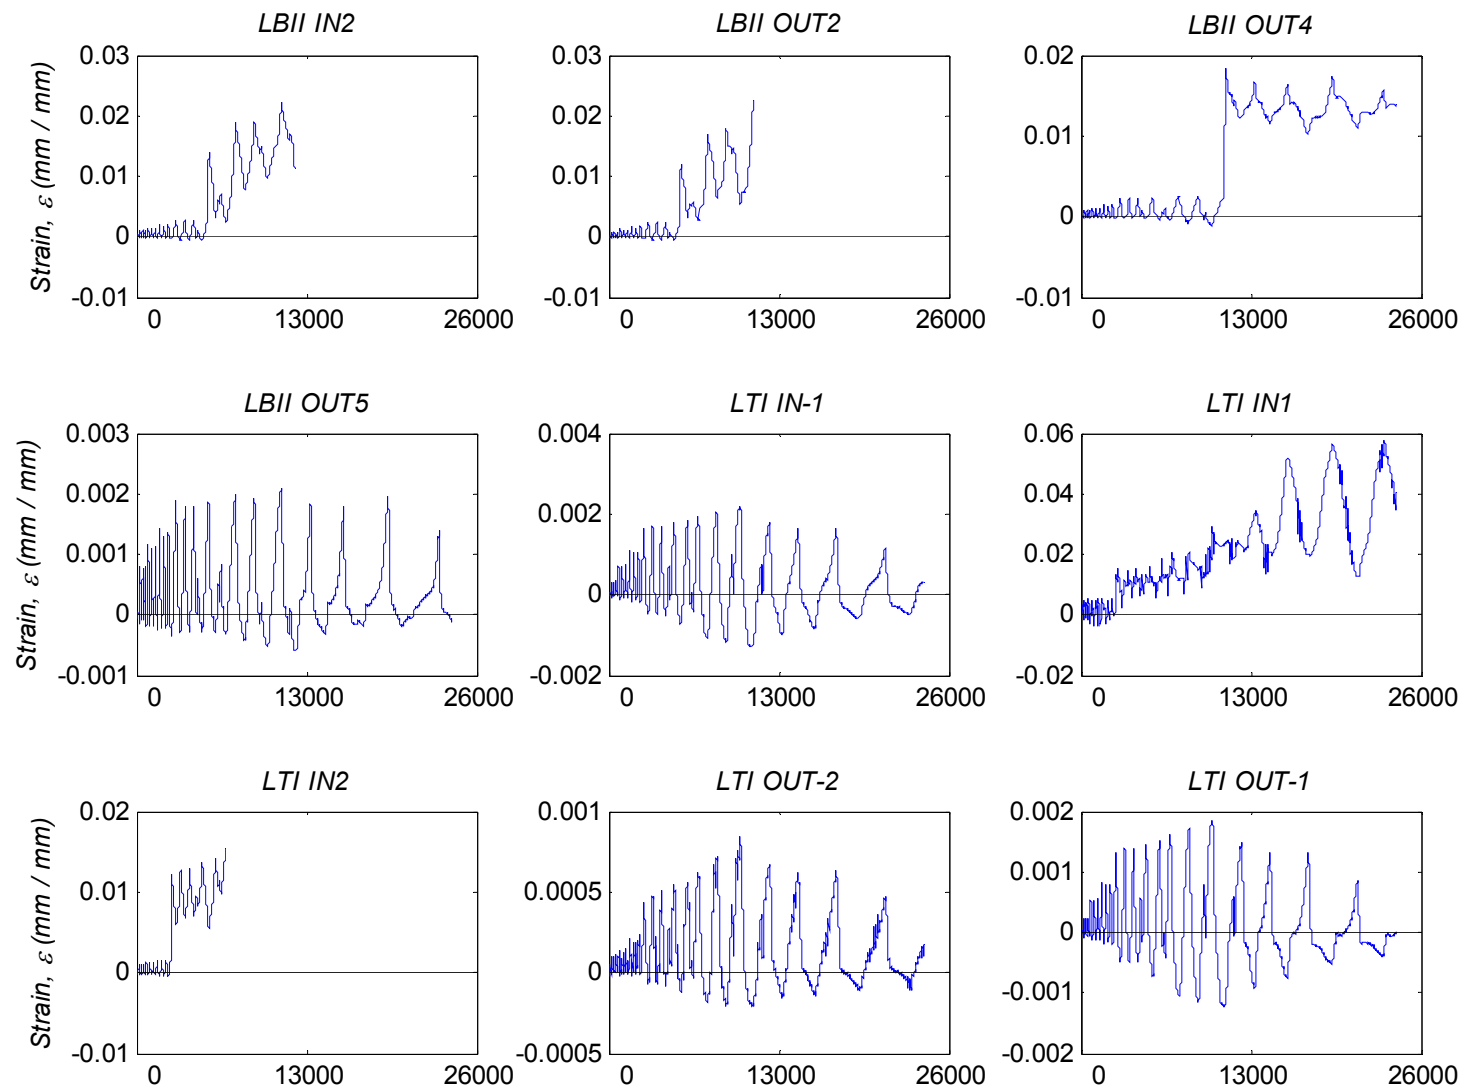 LBII IN2 LBII OUT2 LBII OUT4
0.03 0.03 0.02
0.02 0.02
0.01
0.01 0.01
0
0 0
-0.01 -0.01 -0.01
Strain, ε (mm / mm)
0 13000 26000 0 13000 26000 0 13000 26000
LBII OUT5 LTI IN-1 LTI IN1
0.003 0.004 0.06
0.002 0.002 0.04
0.001 0.02
0
0 0
-0.001 -0.002 -0.02
Strain, ε (mm / mm)
0 13000 26000 0 13000 26000 0 13000 26000
LTI IN2 LTI OUT-2 LTI OUT-1
0.02 0.001 0.002
0.01 0.0005 0.001
0
0 0
-0.001
-0.01 -0.0005 -0.002
Strain, ε (mm / mm)
0 13000 26000 0 13000 26000 0 13000 26000